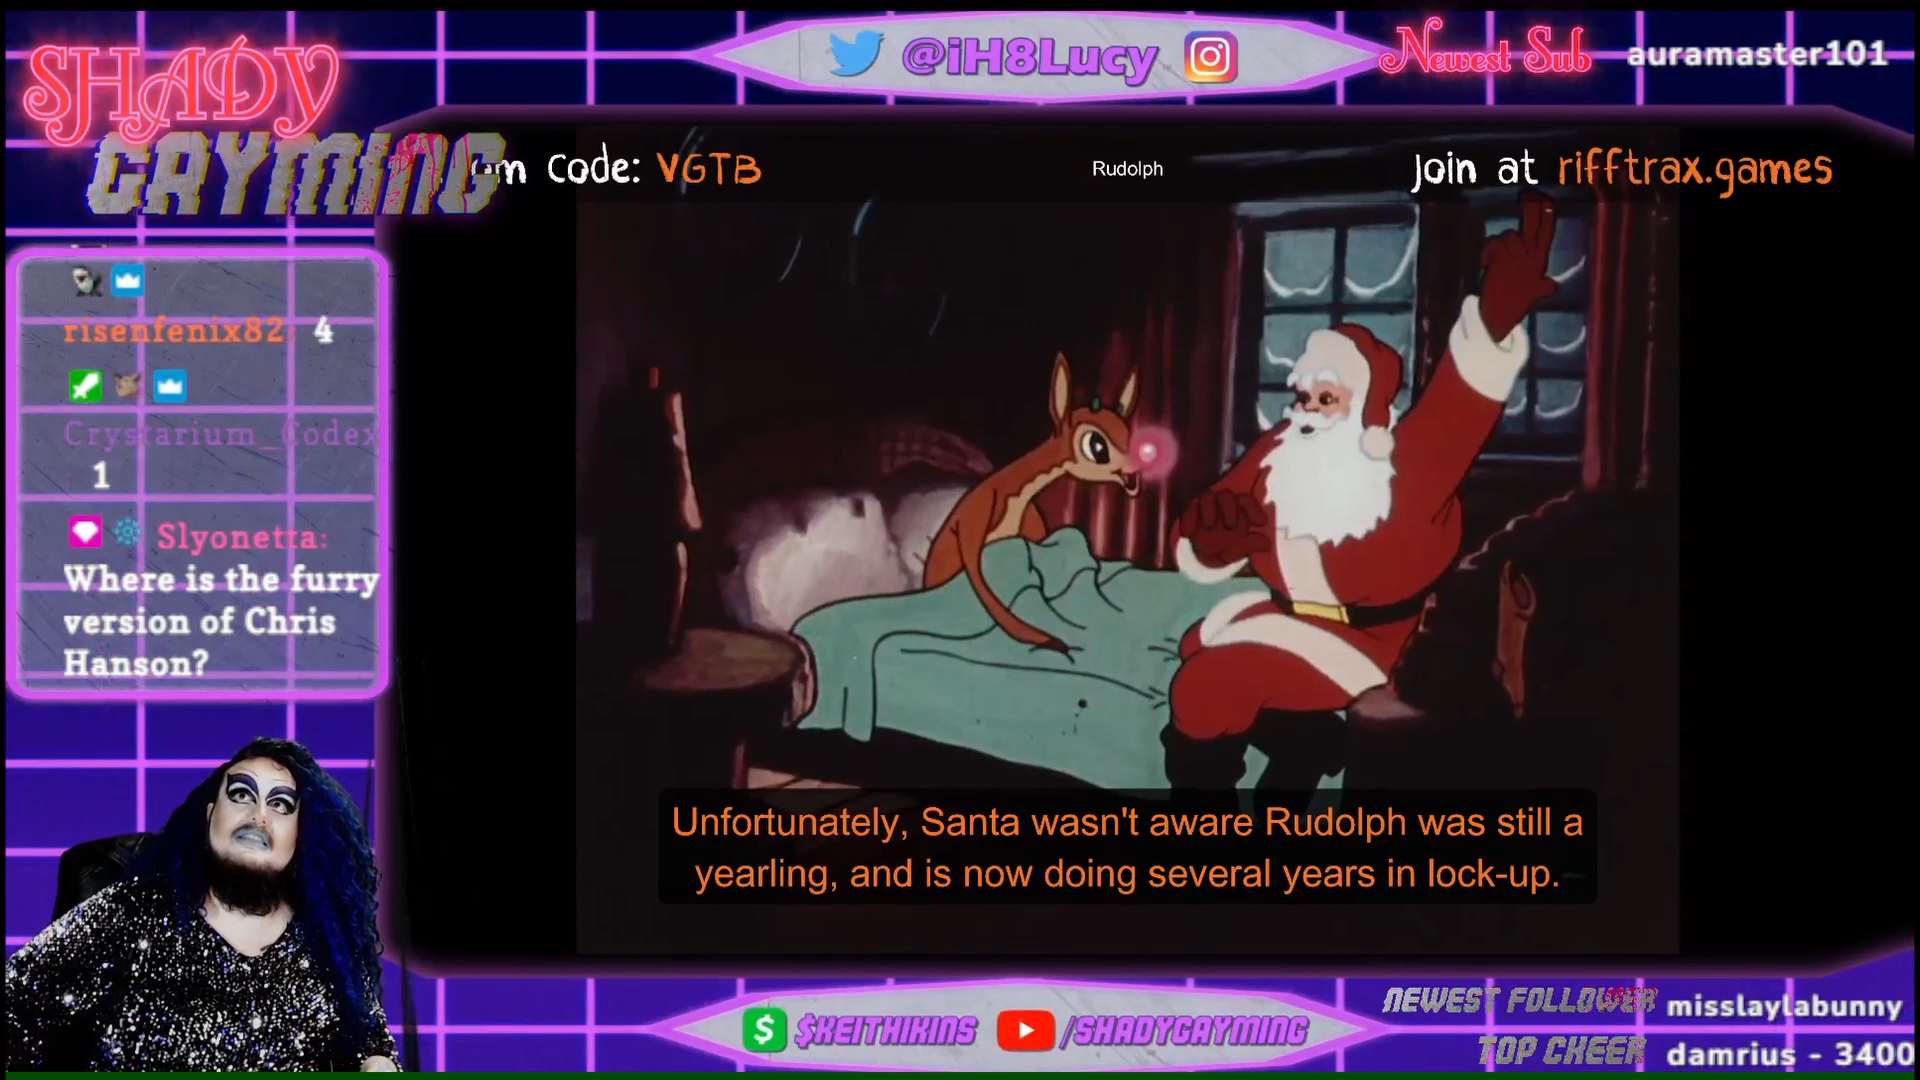 SHADY
GAYMING
@iH8Lucy
Newest Sub
auramaster101
Code: VGTB
Rudolph
Join at rifftrax.games
risenfenix82 4
Crystarium_Codex
1
Slyonetta:
Where is the furry
version of Chris
Hanson?
Unfortunately, Santa wasn't aware Rudolph was still a
yearling, and is now doing several years in lock-up.
$KEITHIKINS
/SHADYGAYMING
NEWEST FOLLOWER
misslaylabunny
TOP CHEER
damrius - 3400